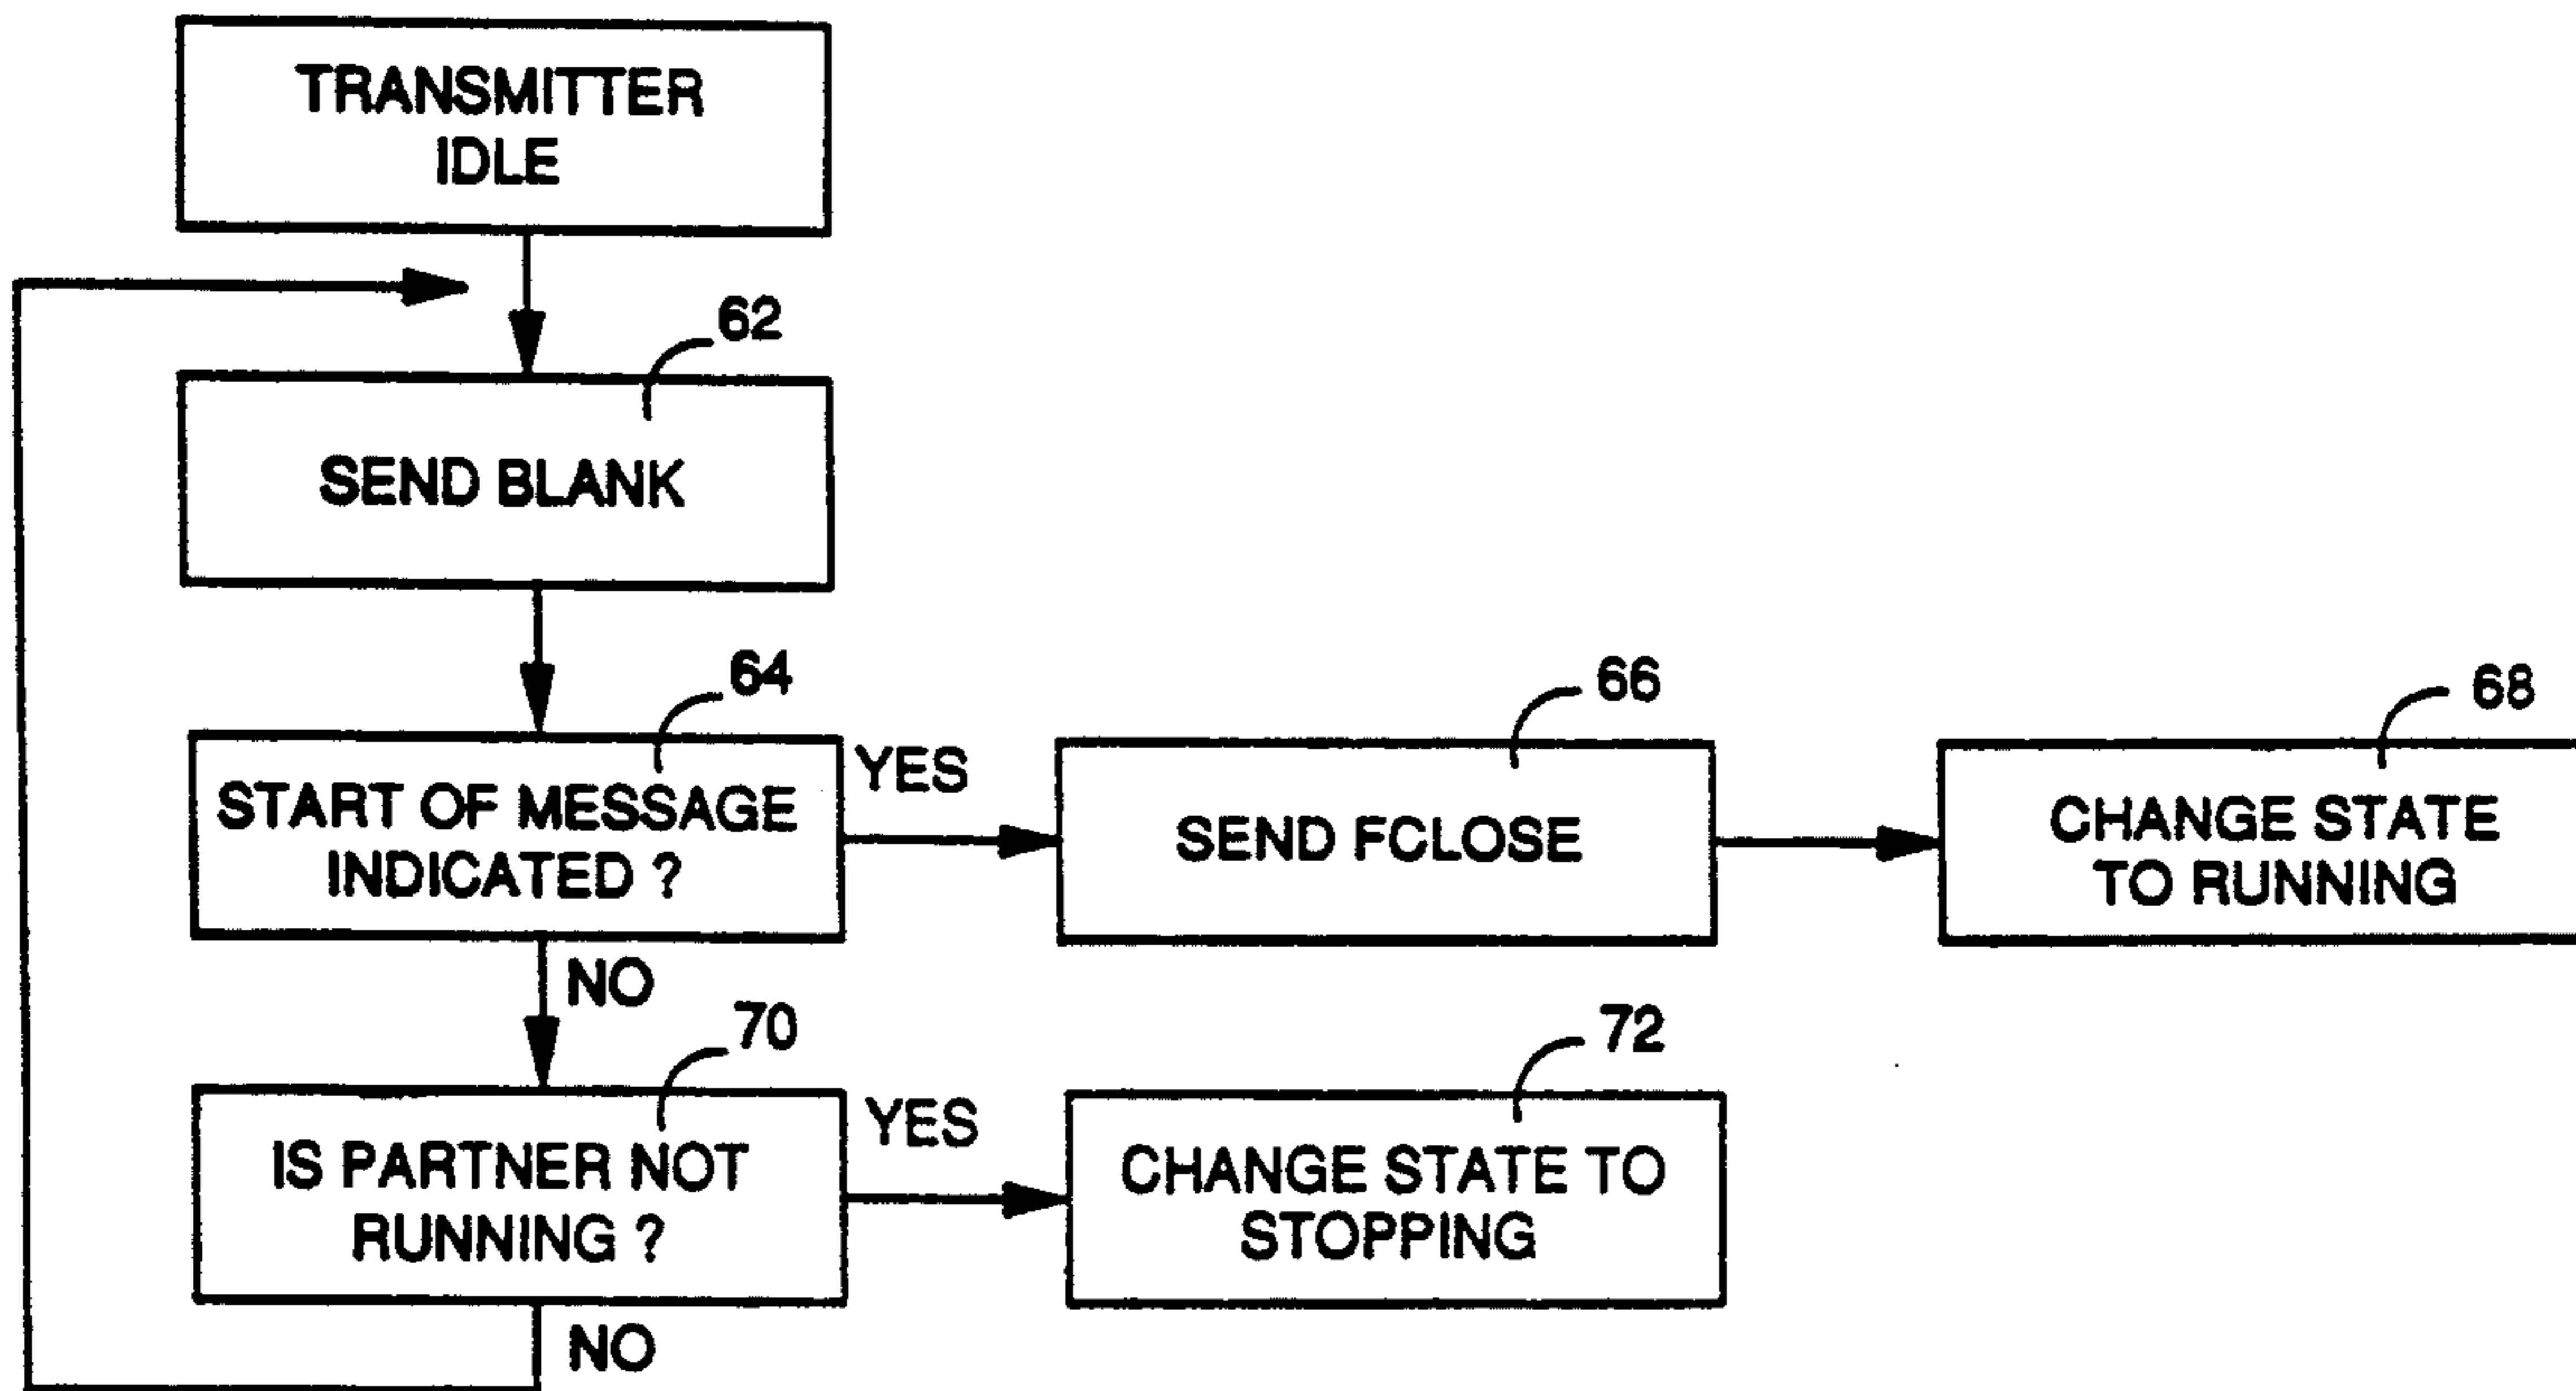 TRANSMITTER
IDLE
62
SEND BLANK
64
START OF MESSAGE
INDICATED ?
YES
66
SEND FCLOSE
68
CHANGE STATE
TO RUNNING
NO
70
IS PARTNER NOT
RUNNING ?
YES
72
CHANGE STATE TO
STOPPING
NO